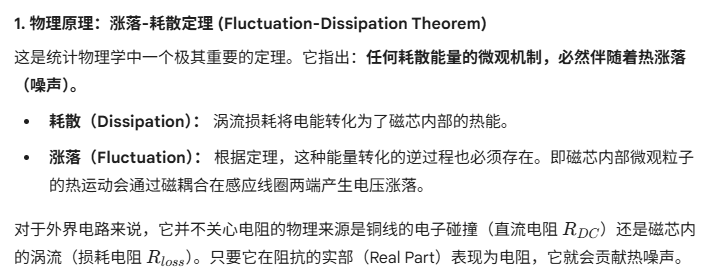 1. 物理原理：涨落-耗散定理 (Fluctuation-Dissipation Theorem)
这是统计物理学中一个极其重要的定理。它指出：任何耗散能量的微观机制，必然伴随着热涨落
（噪声）。
• 耗散（Dissipation）： 涡流损耗将电能转化为了磁芯内部的热能。
• 涨落（Fluctuation）： 根据定理，这种能量转化的逆过程也必须存在。即磁芯内部微观粒子
的热运动会通过磁耦合在感应线圈两端产生电压涨落。
对于外界电路来说，它并不关心电阻的物理来源是铜线的电子碰撞（直流电阻 R_{DC}）还是磁芯内
的涡流（损耗电阻 R_{loss}）。只要它在阻抗的实部（Real Part）表现为电阻，它就会贡献热噪声。